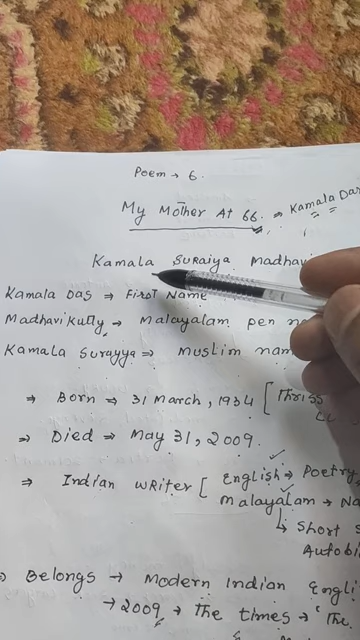 Poem → 6.
My Mother At 66. ⇒ Kamala Das
Kamala Suraiya Madhavi
Kamala Das ⇒ First Name
Madhavikutty → Malayalam pen
Kamala Surayya ⇒ Muslim nam
⇒ Born ⇒ 31 March, 1934 [Thriss
⇒ Died ⇒ May 31, 2009.
⇒ Indian writer [ English → Poetry
Malayalam →
↳ Short S
Autobi
⇒ Belongs → Modern Indian Engli
→ 2009 → The times → 'The